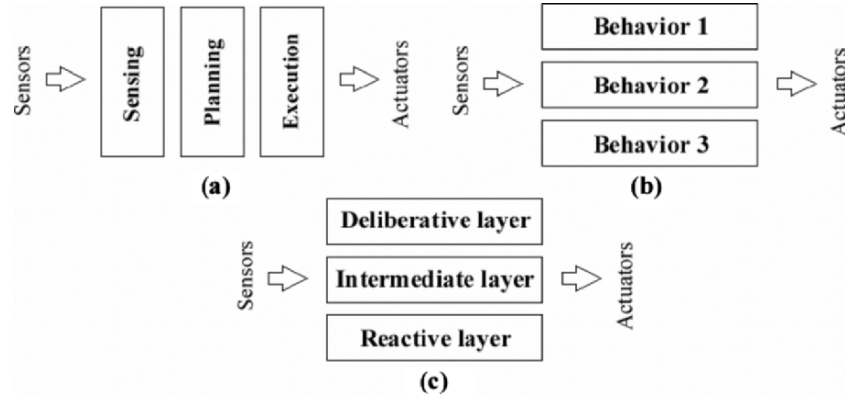 Sensors
Sensing
Planning
Execution
Actuators
(a)
Sensors
Behavior 1
Behavior 2
Behavior 3
Actuators
(b)
Sensors
Deliberative layer
Intermediate layer
Reactive layer
Actuators
(c)